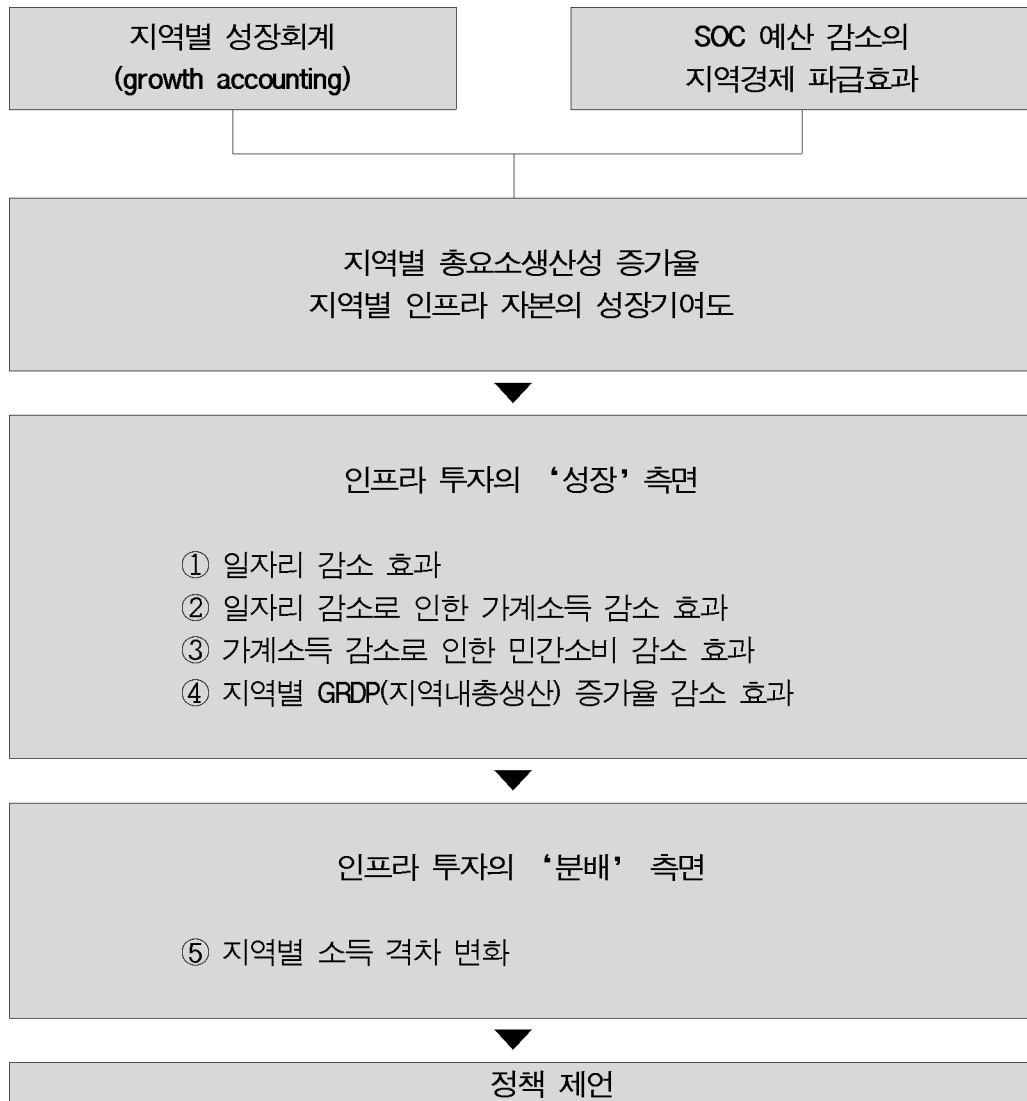 지역별 성장회계
(growth accounting)
SOC 예산 감소의
지역경제 파급효과
지역별 총요소생산성 증가율
지역별 인프라 자본의 성장기여도
인프라 투자의 ‘성장’ 측면
① 일자리 감소 효과
② 일자리 감소로 인한 가계소득 감소 효과
③ 가계소득 감소로 인한 민간소비 감소 효과
④ 지역별 GRDP(지역내총생산) 증가율 감소 효과
인프라 투자의 ‘분배’ 측면
⑤ 지역별 소득 격차 변화
정책 제언